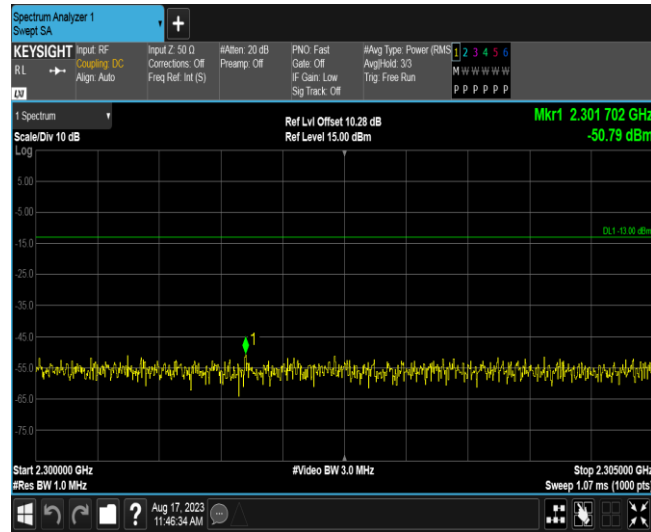 Spectrum Analyzer 1
Swept SA
+
KEYSIGHT
RL
LXI
Input: RF
Coupling: DC
Align: Auto
Input Z: 50 Ω
Corrections: Off
Freq Ref: Int (S)
#Atten: 20 dB
Preamp: Off
PNO: Fast
Gate: Off
IF Gain: Low
Sig Track: Off
#Avg Type: Power (RMS
Avg|Hold: 3/3
Trig: Free Run
1 2 3 4 5 6
M W W W W W
P P P P P P
1 Spectrum
Scale/Div 10 dB
Log
Ref Lvl Offset 10.28 dB
Ref Level 15.00 dBm
Mkr1 2.301 702 GHz
-50.79 dBm
5.00
-5.00
DL1 -13.00 dBm
-15.0
-25.0
-35.0
-45.0
1
-55.0
-65.0
-75.0
Start 2.300000 GHz
#Res BW 1.0 MHz
#Video BW 3.0 MHz
Stop 2.305000 GHz
Sweep 1.07 ms (1000 pts)
?
Aug 17, 2023
11:46:34 AM